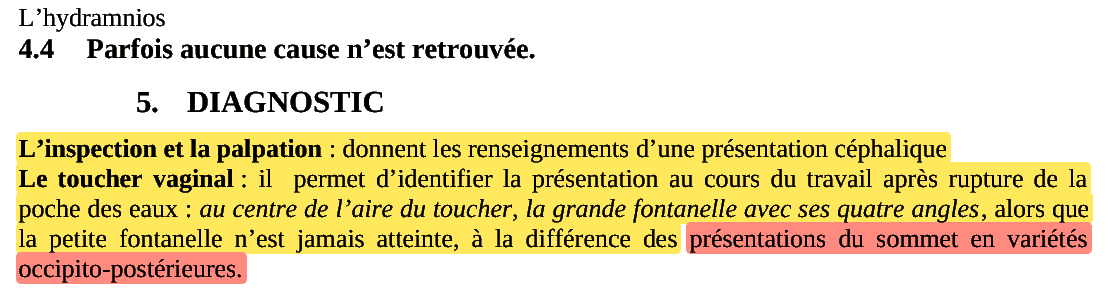 L’hydramnios
4.4 Parfois aucune cause n’est retrouvée.
5. DIAGNOSTIC
L’inspection et la palpation : donnent les renseignements d’une présentation céphalique
Le toucher vaginal : il permet d’identifier la présentation au cours du travail après rupture de la
poche des eaux : au centre de l’aire du toucher, la grande fontanelle avec ses quatre angles, alors que
la petite fontanelle n’est jamais atteinte, à la différence des présentations du sommet en variétés
occipito-postérieures.